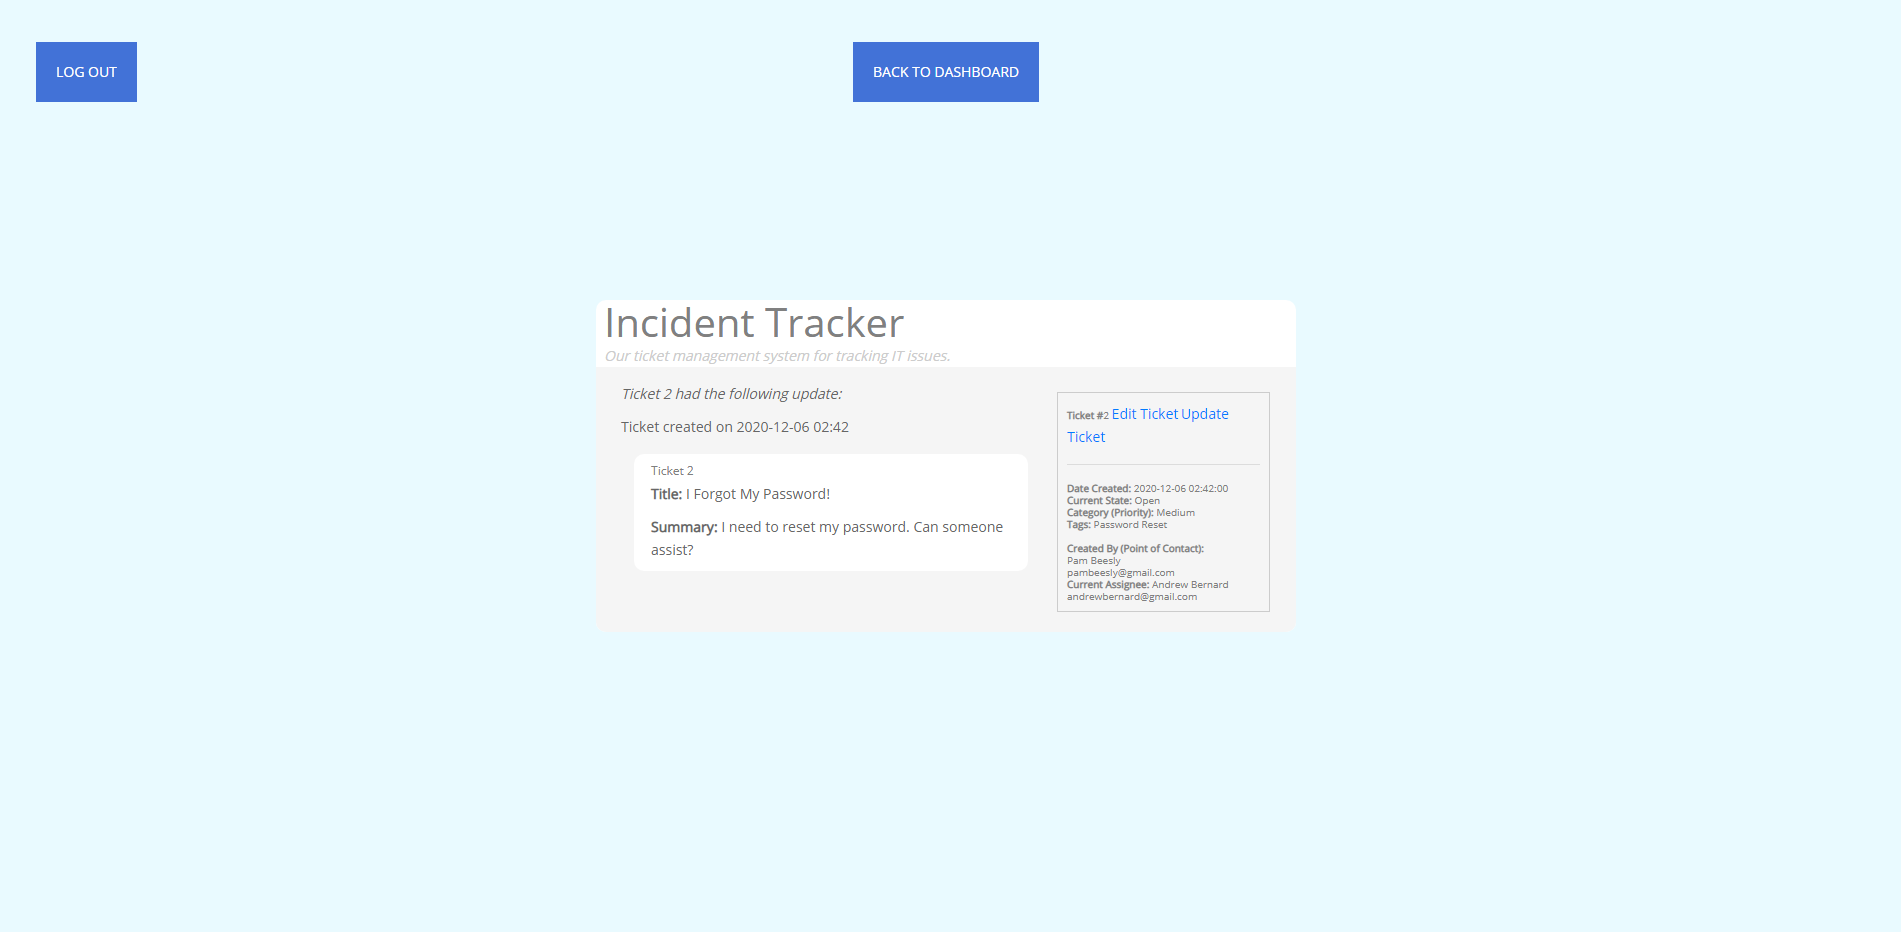 LOG OUT
BACK TO DASHBOARD
Incident Tracker
Our ticket management system for tracking IT issues.
Ticket 2 had the following update:
Ticket created on 2020-12-06 02:42
Ticket 2
Title: I Forgot My Password!
Summary: I need to reset my password. Can someone
assist?
Ticket #2 Edit Ticket Update
Ticket
Date Created: 2020-12-06 02:42:00
Current State: Open
Category (Priority): Medium
Tags: Password Reset
Created By (Point of Contact):
Pam Beesly
pambeesly@gmail.com
Current Assignee: Andrew Bernard
andrewbernard@gmail.com